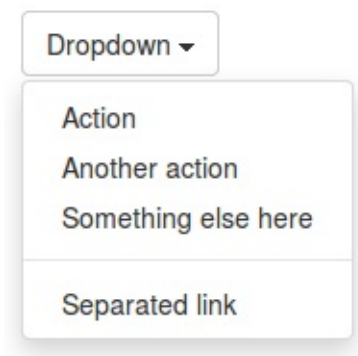 Dropdown
Action
Another action
Something else here
Separated link